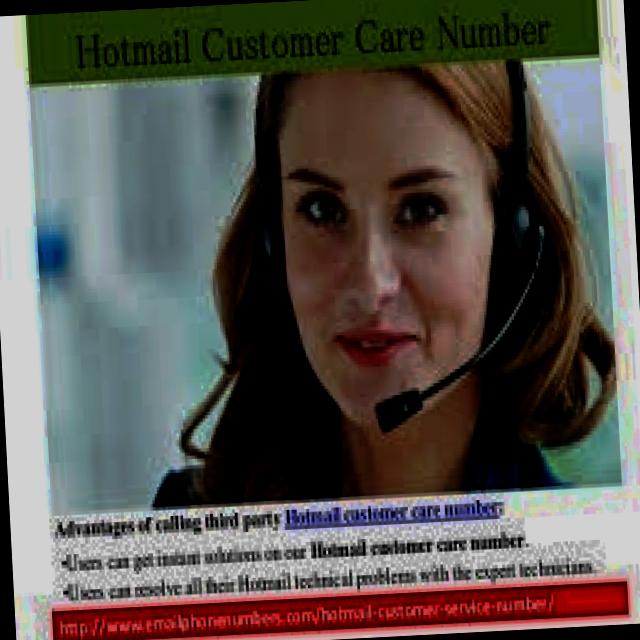 Hotmail Customer Care Number
Advantages of calling third party Hotmail customer care number:
•Users can get instant solutions on our Hotmail customer care number.
•Users can resolve all their Hotmail technical problems with the expert technicians.
http://www.emailphonenumbers.com/hotmail-customer-service-number/